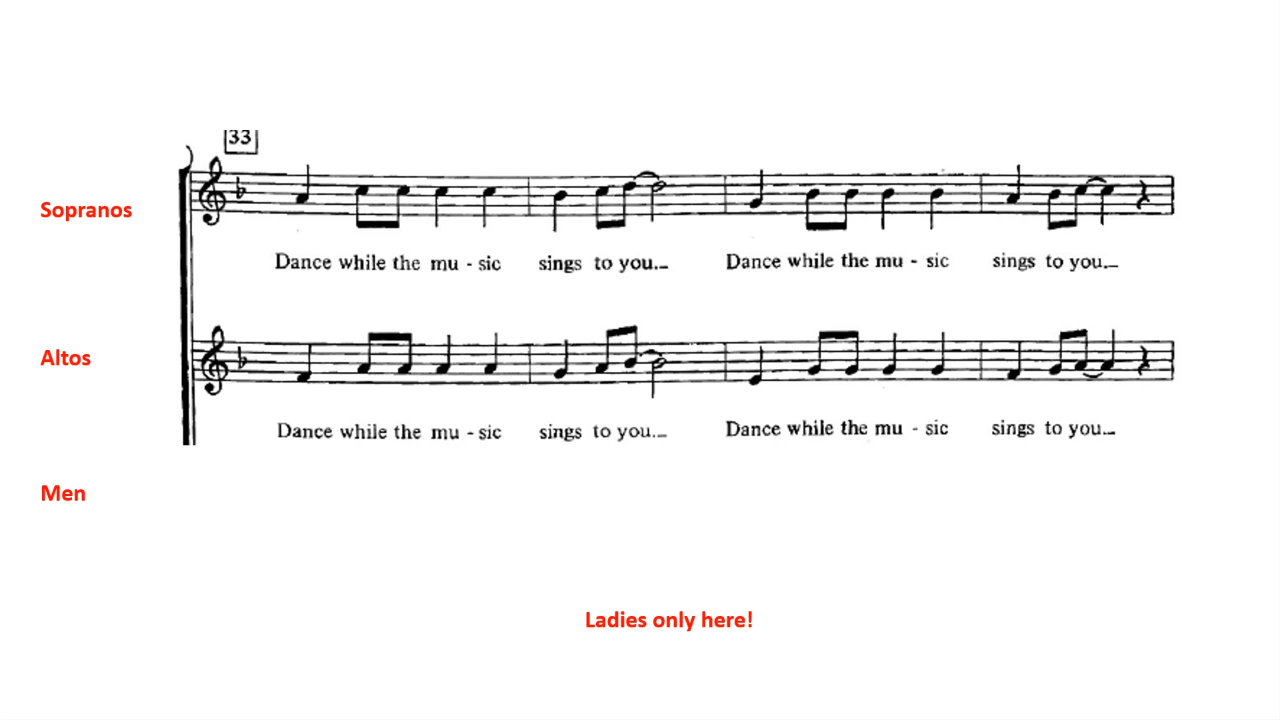 33
Sopranos
Dance while the mu - sic sings to you._ Dance while the mu - sic sings to you._
Altos
Dance while the mu - sic sings to you._ Dance while the mu - sic sings to you._
Men
Ladies only here!